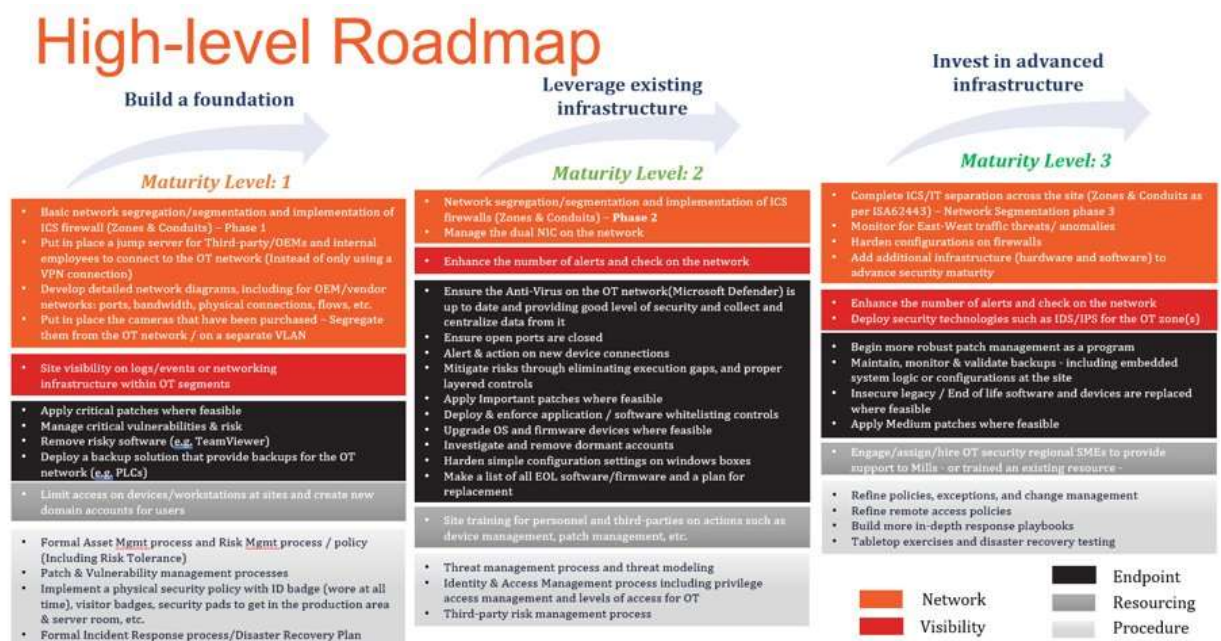 High-level Roadmap
Build a foundation
Maturity Level: 1
• Basic network segregation/segmentation and implementation of
ICS firewall (Zones & Conduits) – Phase 1
• Put in place a jump server for Third-party/OEMs and internal
employees to connect to the OT network (Instead of only using a
VPN connection)
• Develop detailed network diagrams, including for OEM/vendor
networks: ports, bandwidth, physical connections, flows, etc.
• Put in place the cameras that have been purchased – Segregate
them from the OT network / on a separate VLAN
• Site visibility on logs/events or networking
infrastructure within OT segments
• Apply critical patches where feasible
• Manage critical vulnerabilities & risk
• Remove risky software (e.g. TeamViewer)
• Deploy a backup solution that provide backups for the OT
network (e.g. PLCs)
• Limit access on devices/workstations at sites and create new
domain accounts for users
• Formal Asset Mgmt process and Risk Mgmt process / policy
(Including Risk Tolerance)
• Patch & Vulnerability management processes
• Implement a physical security policy with ID badge (wore at all
time), visitor badges, security pads to get in the production area
& server room, etc.
• Formal Incident Response process/Disaster Recovery Plan
Leverage existing
infrastructure
Maturity Level: 2
• Network segregation/segmentation and implementation of ICS
firewalls (Zones & Conduits) – Phase 2
• Manage the dual NIC on the network
• Enhance the number of alerts and check on the network
• Ensure the Anti-Virus on the OT network(Microsoft Defender) is
up to date and providing good level of security and collect and
centralize data from it
• Ensure open ports are closed
• Alert & action on new device connections
• Mitigate risks through eliminating execution gaps, and proper
layered controls
• Apply Important patches where feasible
• Deploy & enforce application / software whitelisting controls
• Upgrade OS and firmware devices where feasible
• Investigate and remove dormant accounts
• Harden simple configuration settings on windows boxes
• Make a list of all EOL software/firmware and a plan for
replacement
• Site training for personnel and third-parties on actions such as
device management, patch management, etc.
• Threat management process and threat modeling
• Identity & Access Management process including privilege
access management and levels of access for OT
• Third-party risk management process
Invest in advanced
infrastructure
Maturity Level: 3
• Complete ICS/IT separation across the site (Zones & Conduits as
per ISA62443) – Network Segmentation phase 3
• Monitor for East-West traffic threats/ anomalies
• Harden configurations on firewalls
• Add additional infrastructure (hardware and software) to
advance security maturity
• Enhance the number of alerts and check on the network
• Deploy security technologies such as IDS/IPS for the OT zone(s)
• Begin more robust patch management as a program
• Maintain, monitor & validate backups - including embedded
system logic or configurations at the site
• Insecure legacy / End of life software and devices are replaced
where feasible
• Apply Medium patches where feasible
• Engage/assign/hire OT security regional SMEs to provide
support to Mills - or trained an existing resource -
• Refine policies, exceptions, and change management
• Refine remote access policies
• Build more in-depth response playbooks
• Tabletop exercises and disaster recovery testing
Network
Visibility
Endpoint
Resourcing
Procedure